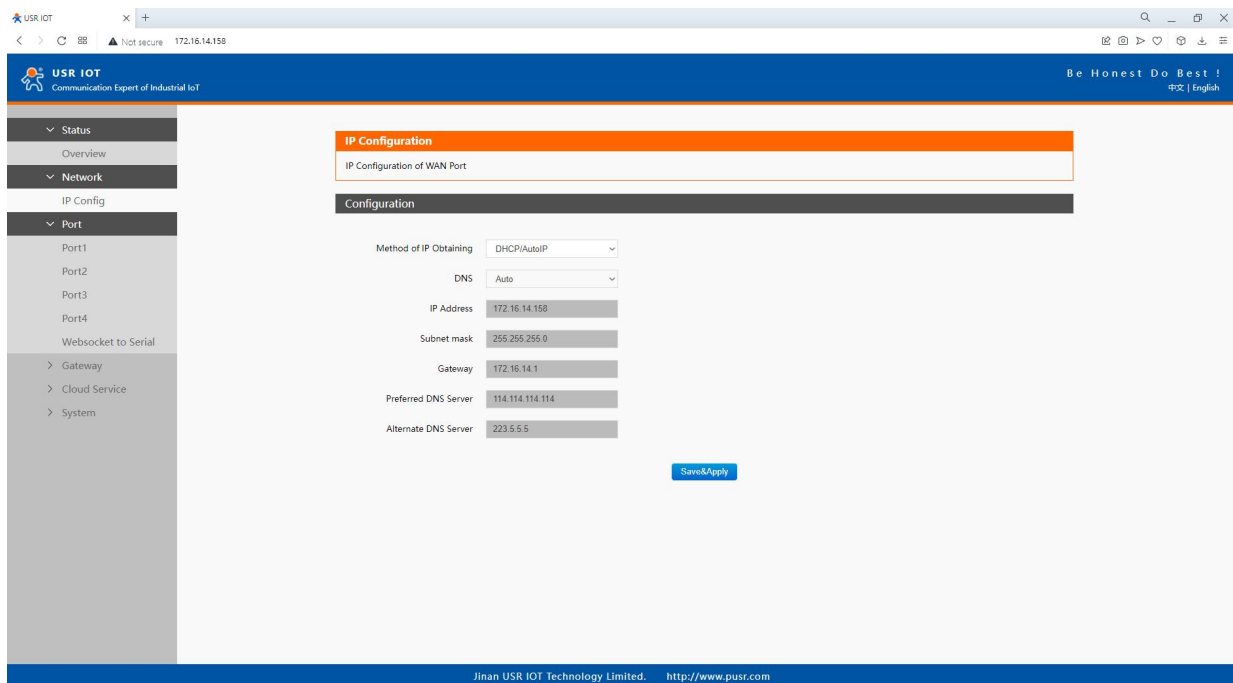 USR IOT
Not secure 172.16.14.158
USR IOT
Communication Expert of Industrial IoT
Be Honest Do Best !
中文 | English
Status
Overview
Network
IP Config
Port
Port1
Port2
Port3
Port4
Websocket to Serial
Gateway
Cloud Service
System
IP Configuration
IP Configuration of WAN Port
Configuration
Method of IP Obtaining DHCP/AutoIP
DNS Auto
IP Address 172.16.14.158
Subnet mask 255.255.255.0
Gateway 172.16.14.1
Preferred DNS Server 114.114.114.114
Alternate DNS Server 223.5.5.5
Save&Apply
Jinan USR IOT Technology Limited. http://www.pusr.com